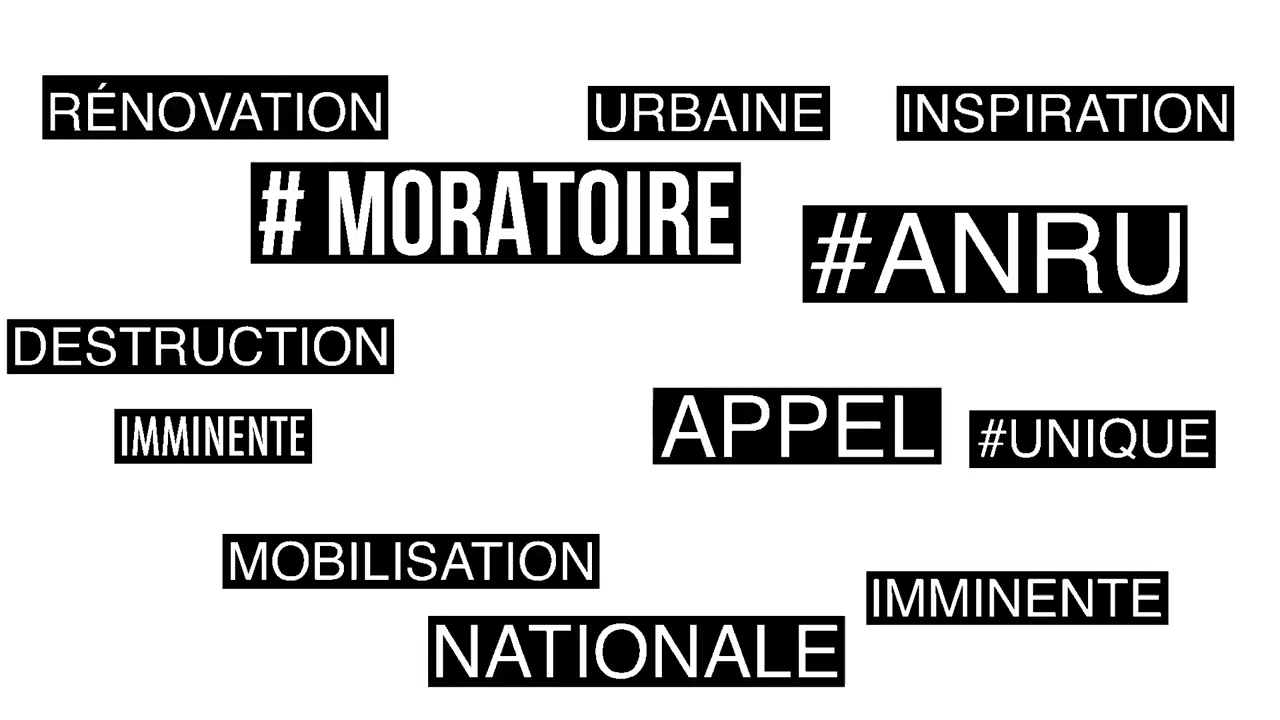 RÉNOVATION
URBAINE
INSPIRATION
# MORATOIRE
#ANRU
DESTRUCTION
IMMINENTE
APPEL
#UNIQUE
MOBILISATION
IMMINENTE
NATIONALE